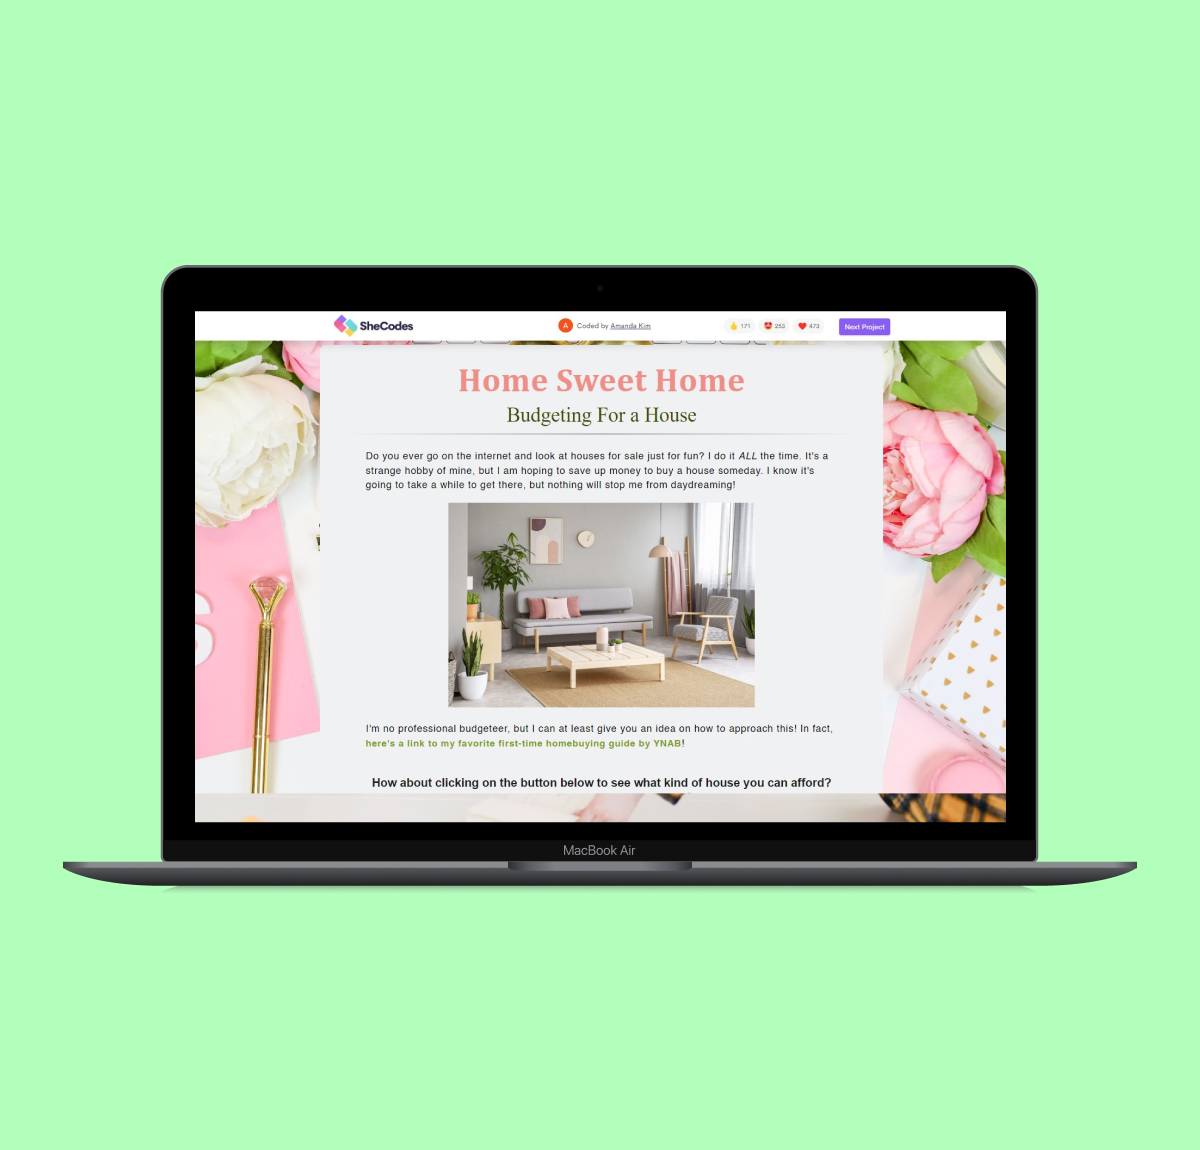 SheCodes
A Coded by Amanda Kim
171 253 473
Next Project
Home Sweet Home
Budgeting For a House
Do you ever go on the internet and look at houses for sale just for fun? I do it ALL the time. It's a
strange hobby of mine, but I am hoping to save up money to buy a house someday. I know it's
going to take a while to get there, but nothing will stop me from daydreaming!
I'm no professional budgeteer, but I can at least give you an idea on how to approach this! In fact,
here's a link to my favorite first-time homebuying guide by YNAB!
How about clicking on the button below to see what kind of house you can afford?
MacBook Air